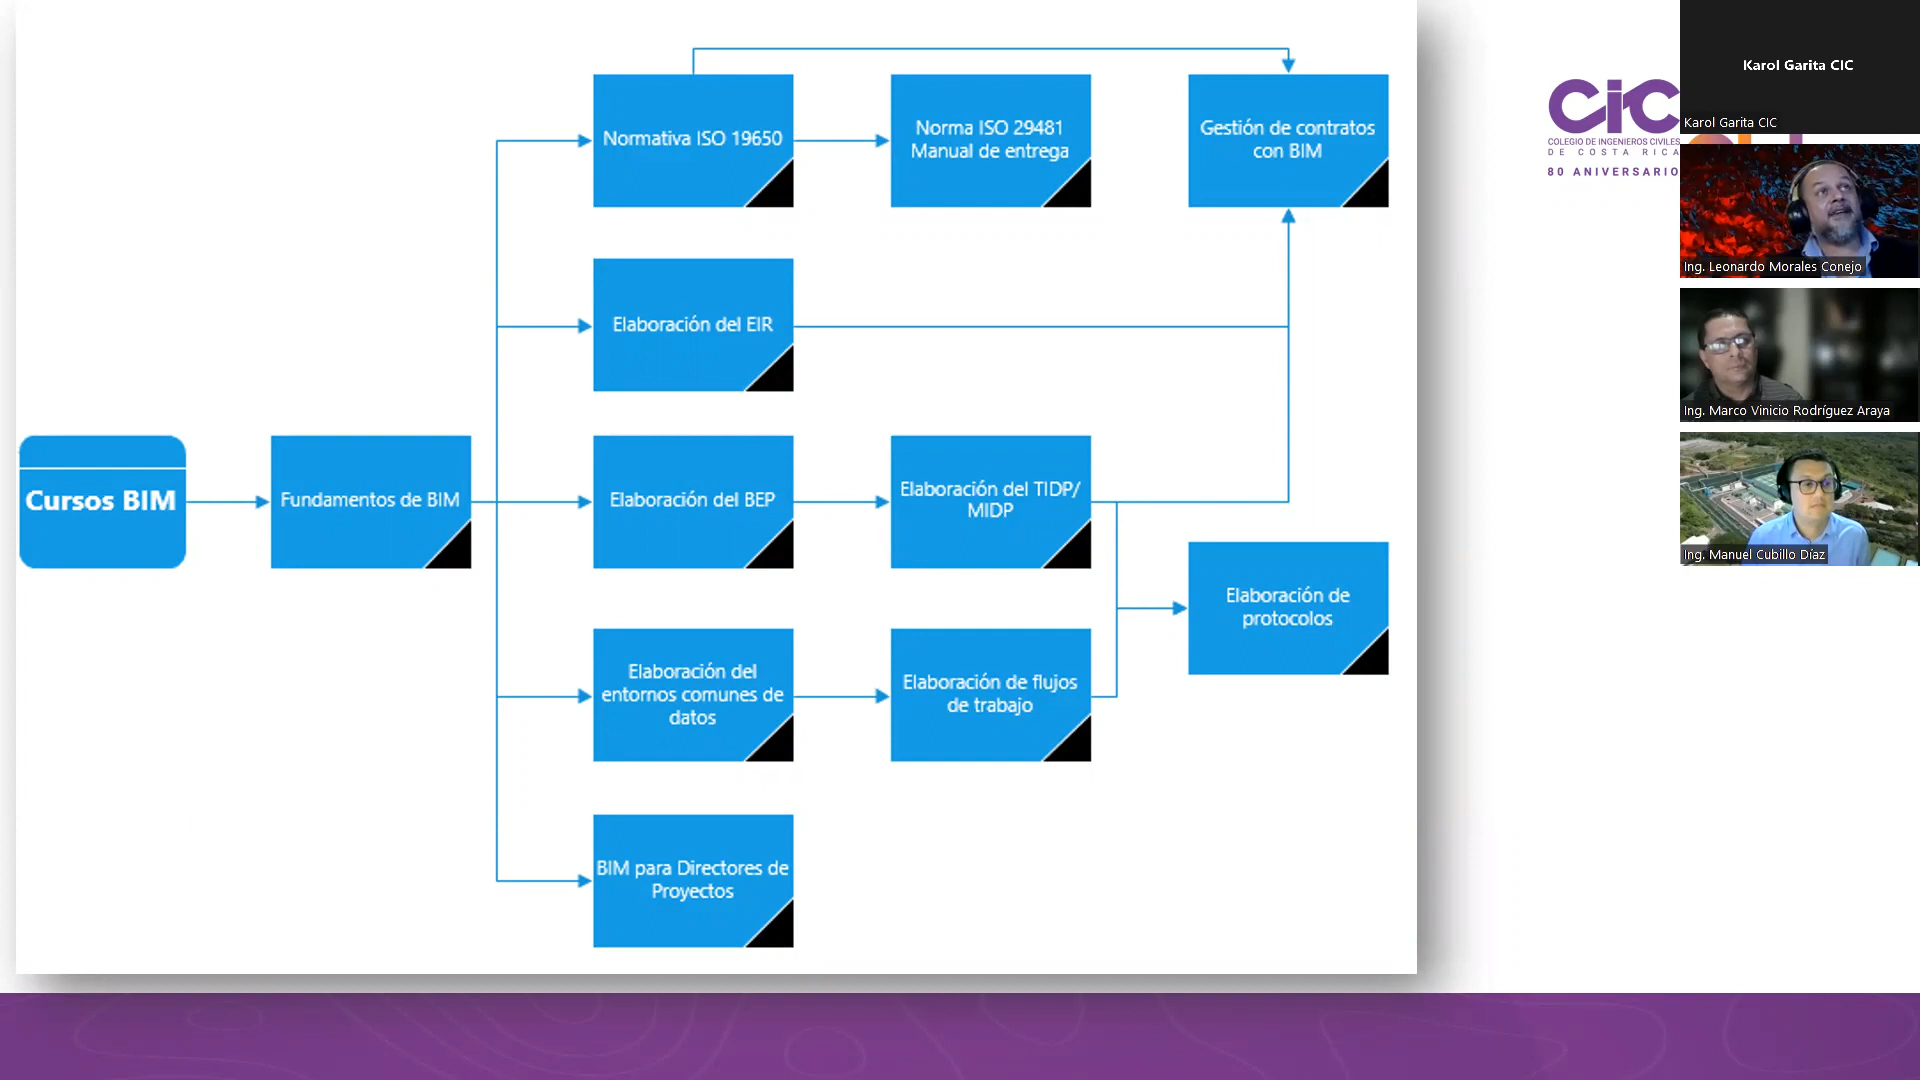 Cursos BIM
Fundamentos de BIM
Normativa ISO 19650
Norma ISO 29481
Manual de entrega
Gestión de contratos
con BIM
Elaboración del EIR
Elaboración del BEP
Elaboración del TIDP/
MIDP
Elaboración de
protocolos
Elaboración del
entornos comunes de
datos
Elaboración de flujos
de trabajo
BIM para Directores de
Proyectos
CIC
COLEGIO DE INGENIEROS CIVILES
DE COSTA RICA
80 ANIVERSARIO
Karol Garita CIC
Karol Garita CIC
Ing. Leonardo Morales Conejo
Ing. Marco Vinicio Rodríguez Araya
Ing. Manuel Cubillo Díaz